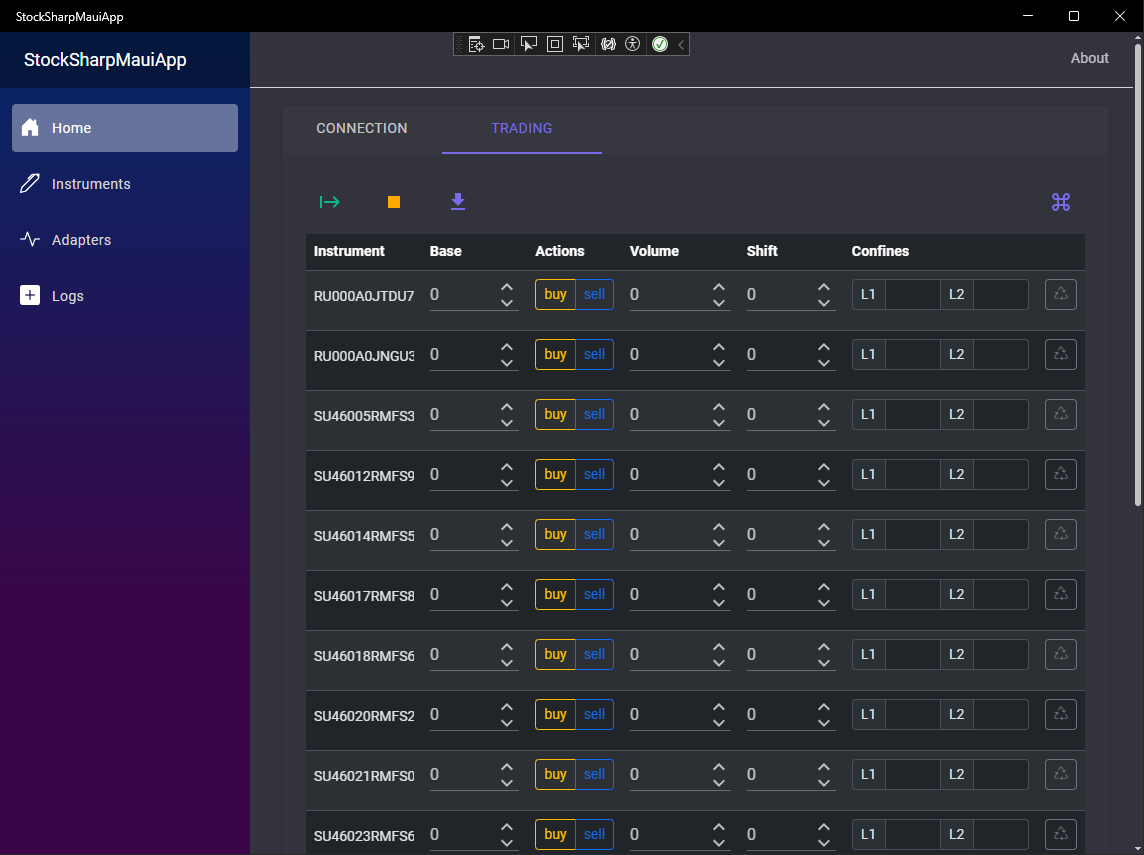 StockSharpMauiApp
StockSharpMauiApp
About
Home
Instruments
Adapters
Logs
CONNECTION TRADING
Instrument Base Actions Volume Shift Confines
RU000A0JTDU7 0 buy sell 0 0 L1 L2
RU000A0JNGU3 0 buy sell 0 0 L1 L2
SU46005RMFS3 0 buy sell 0 0 L1 L2
SU46012RMFS9 0 buy sell 0 0 L1 L2
SU46014RMFS5 0 buy sell 0 0 L1 L2
SU46017RMFS8 0 buy sell 0 0 L1 L2
SU46018RMFS6 0 buy sell 0 0 L1 L2
SU46020RMFS2 0 buy sell 0 0 L1 L2
SU46021RMFS0 0 buy sell 0 0 L1 L2
SU46023RMFS6 0 buy sell 0 0 L1 L2